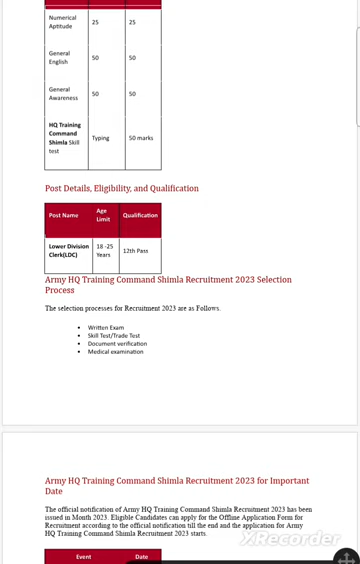 Numerical Aptitude 25 25
General English 50 50
General Awareness 50 50
HQ Training Command Shimla Skill test Typing 50 marks
Post Details, Eligibility, and Qualification
Post Name Age Limit Qualification
Lower Division Clerk(LDC) 18 -25 Years 12th Pass
Army HQ Training Command Shimla Recruitment 2023 Selection
Process
The selection processes for Recruitment 2023 are as Follows.
• Written Exam
• Skill Test/Trade Test
• Document verification
• Medical examination
Army HQ Training Command Shimla Recruitment 2023 for Important
Date
The official notification of Army HQ Training Command Shimla Recruitment 2023 has been
issued in Month 2023. Eligible Candidates can apply for the Offline Application Form for
Recruitment according to the official notification till the end and the application for Army
HQ Training Command Shimla Recruitment 2023 starts.
XRecorder
Event Date